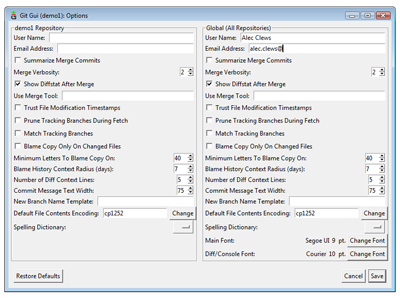 Git Gui (demo1): Options
demo1 Repository
User Name:
Email Address:
Summarize Merge Commits
Merge Verbosity: 2
Show Diffstat After Merge
Use Merge Tool:
Trust File Modification Timestamps
Prune Tracking Branches During Fetch
Match Tracking Branches
Blame Copy Only On Changed Files
Minimum Letters To Blame Copy On: 40
Blame History Context Radius (days): 7
Number of Diff Context Lines: 5
Commit Message Text Width: 75
New Branch Name Template:
Default File Contents Encoding: cp1252 Change
Spelling Dictionary:
Global (All Repositories)
User Name: Alec Clews
Email Address: alec.clews@
Summarize Merge Commits
Merge Verbosity: 2
Show Diffstat After Merge
Use Merge Tool:
Trust File Modification Timestamps
Prune Tracking Branches During Fetch
Match Tracking Branches
Blame Copy Only On Changed Files
Minimum Letters To Blame Copy On: 40
Blame History Context Radius (days): 7
Number of Diff Context Lines: 5
Commit Message Text Width: 75
New Branch Name Template:
Default File Contents Encoding: cp1252 Change
Spelling Dictionary:
Main Font: Segoe UI 9 pt. Change Font
Diff/Console Font: Courier 10 pt. Change Font
Restore Defaults Cancel Save